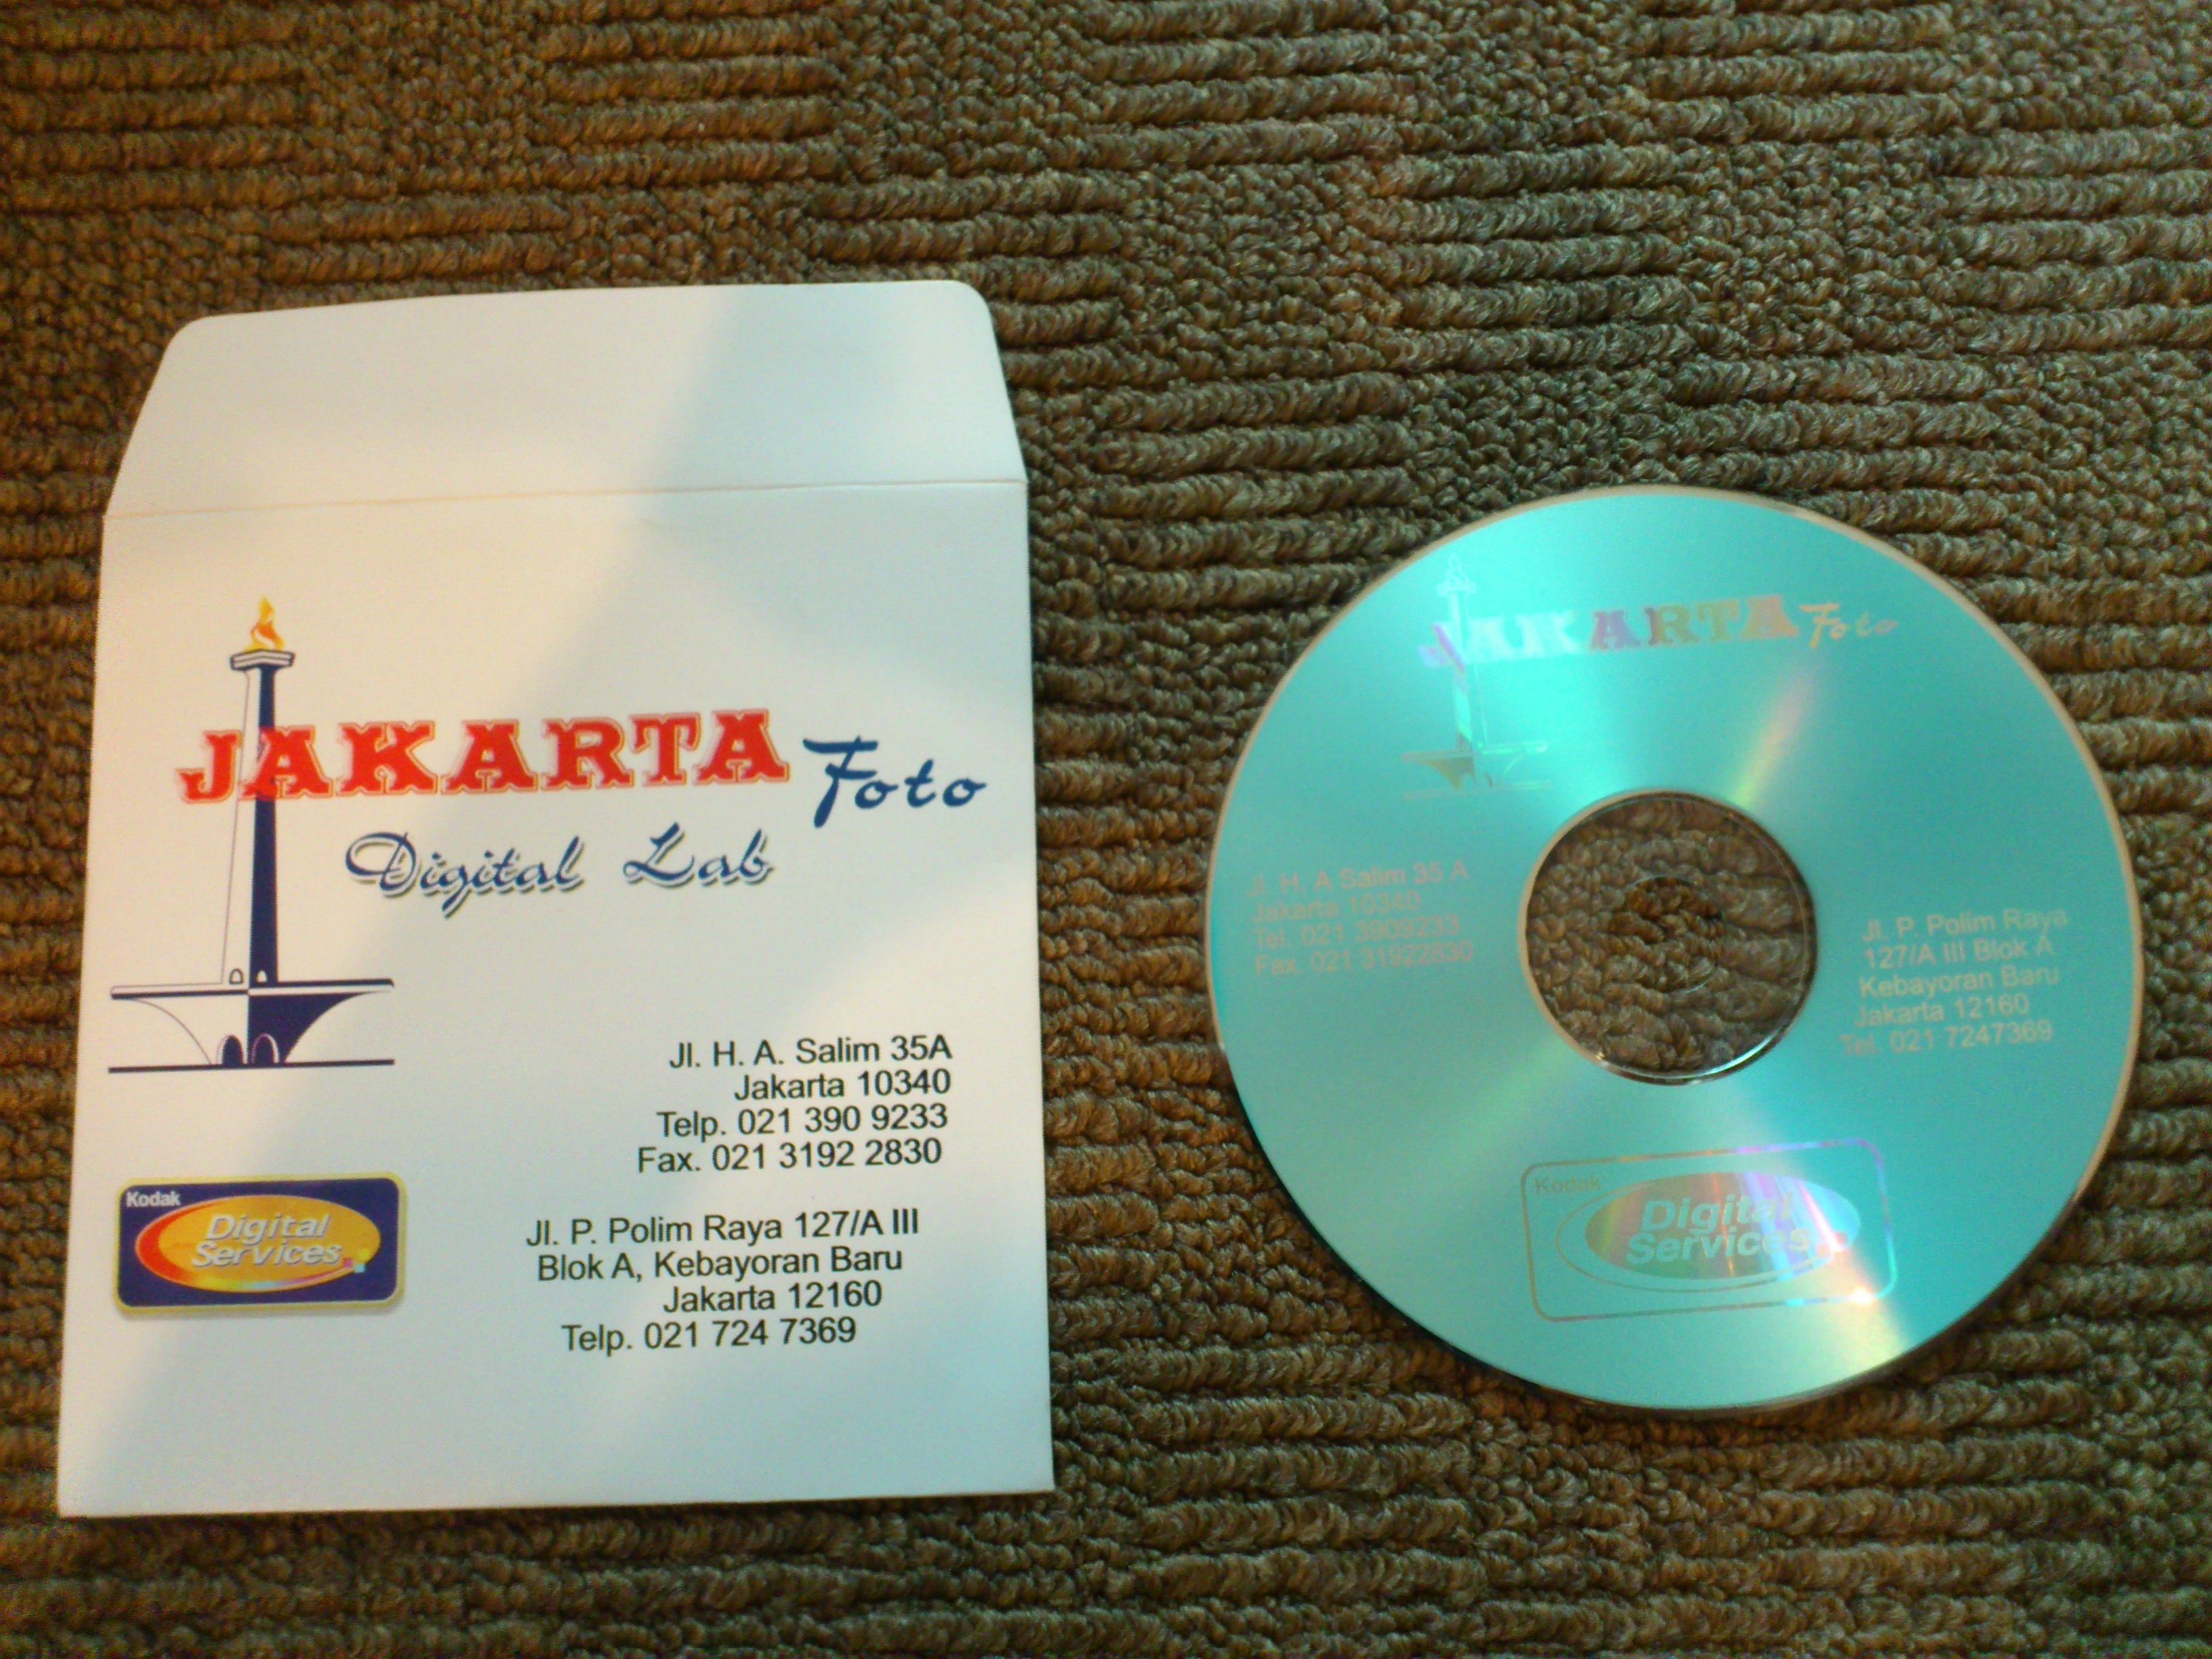 JAKARTA Foto
Digital Lab
Jl. H. A. Salim 35A
Jakarta 10340
Telp. 021 390 9233
Fax. 021 3192 2830
Kodak
Digital
Services
Jl. P. Polim Raya 127/A III
Blok A, Kebayoran Baru
Jakarta 12160
Telp. 021 724 7369
JAKARTA Foto
Jl. H. A Salim 35 A
Jakarta 10340
Tel. 021 3909233
Fax. 021 31922830
Jl. P. Polim Raya
127/A III Blok A
Kebayoran Baru
Jakarta 12160
Tel. 021 7247369
Kodak
Digital
Services